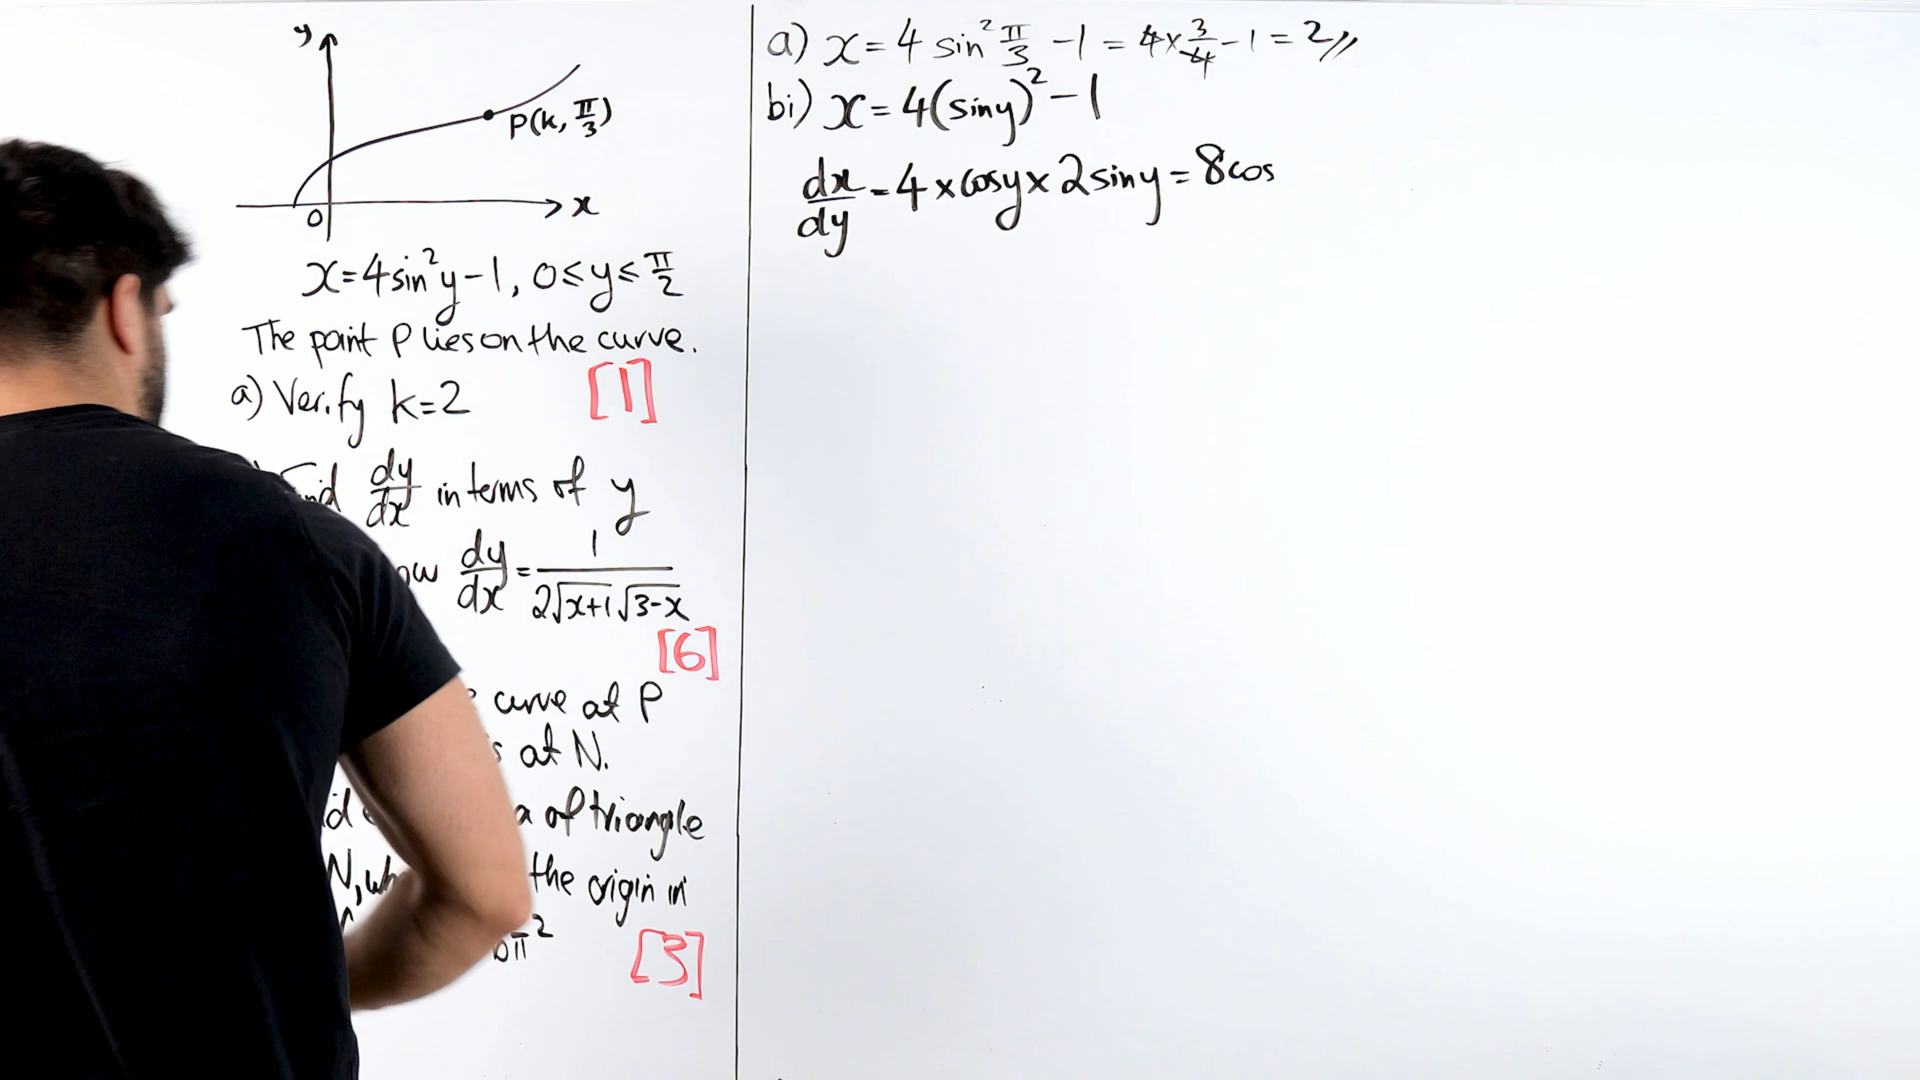 y
P(k, π/3)
0
x
x=4sin²y-1, 0≤y≤π/2
The point P lies on the curve.
a) Verify k=2 [1]
dy/dx in terms of y
dy/dx = 1/(2√(x+1)√(3-x))
[6]
curve at P
at N.
of triangle
the origin in
π² [3]
a) x = 4 sin² π/3 - 1 = 4×3/4 - 1 = 2
bi) x = 4(siny)² - 1
dx/dy = 4×cosy×2siny = 8cos